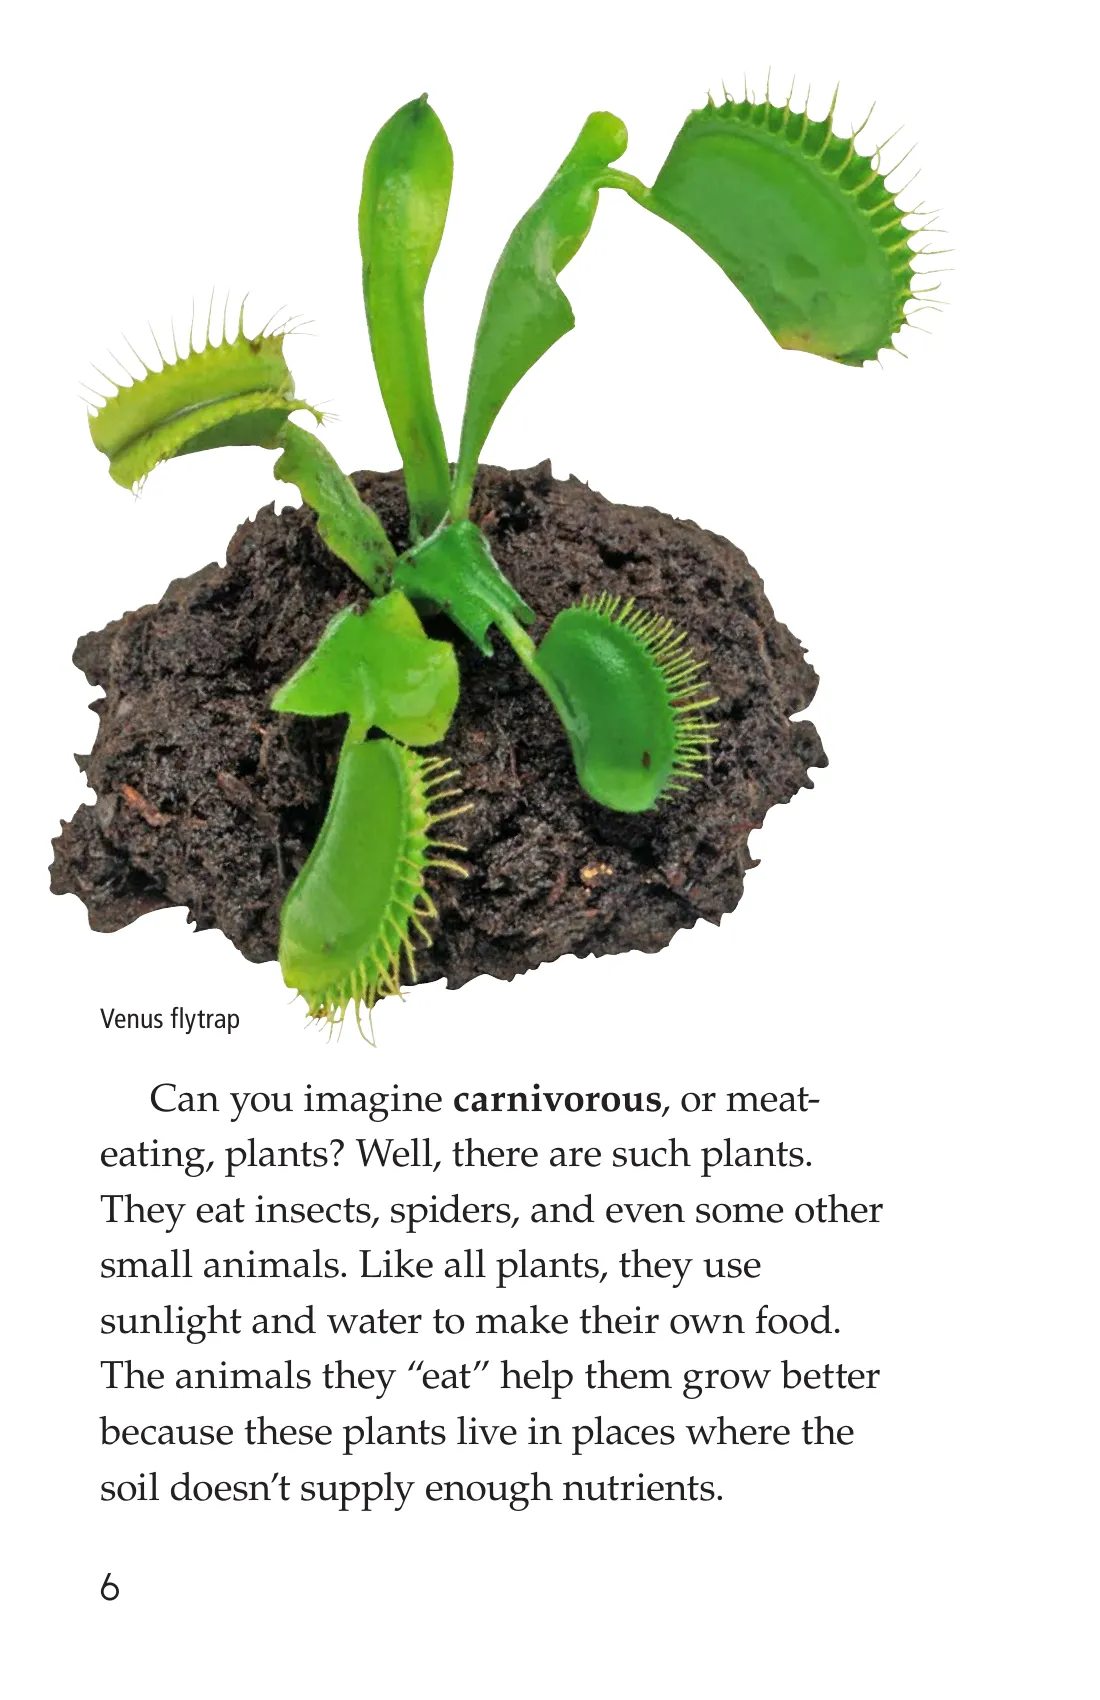 Venus flytrap
Can you imagine carnivorous, or meat-
eating, plants? Well, there are such plants.
They eat insects, spiders, and even some other
small animals. Like all plants, they use
sunlight and water to make their own food.
The animals they “eat” help them grow better
because these plants live in places where the
soil doesn’t supply enough nutrients.
6